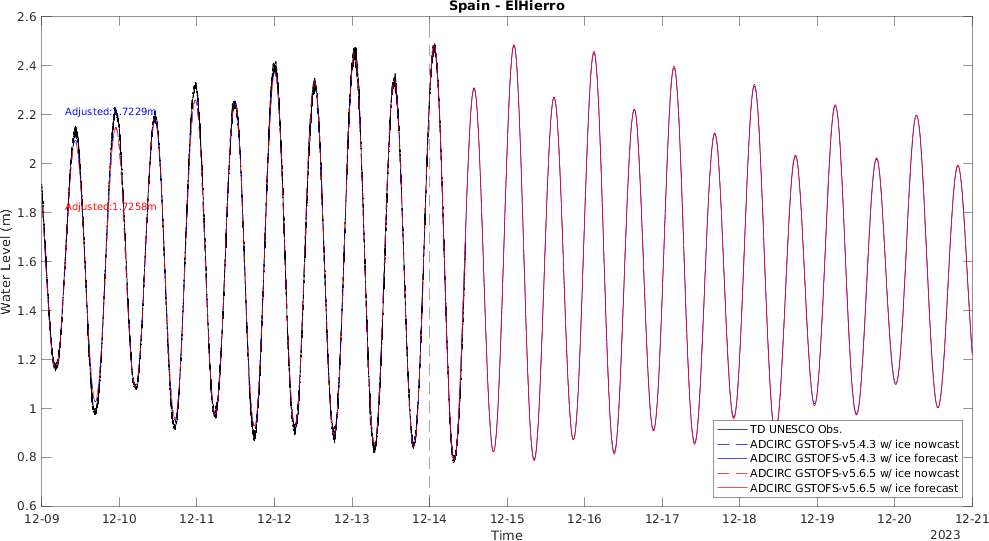 Spain - ElHierro
2.6
2.4
2.2
2
1.8
1.6
1.4
1.2
1
0.8
0.6
Water Level (m)
Adjusted:1.7229m
Adjusted:1.7258m
TD UNESCO Obs.
ADCIRC GSTOFS-v5.4.3 w/ ice nowcast
ADCIRC GSTOFS-v5.4.3 w/ ice forecast
ADCIRC GSTOFS-v5.6.5 w/ ice nowcast
ADCIRC GSTOFS-v5.6.5 w/ ice forecast
12-09 12-10 12-11 12-12 12-13 12-14 12-15 12-16 12-17 12-18 12-19 12-20 12-21
Time
2023